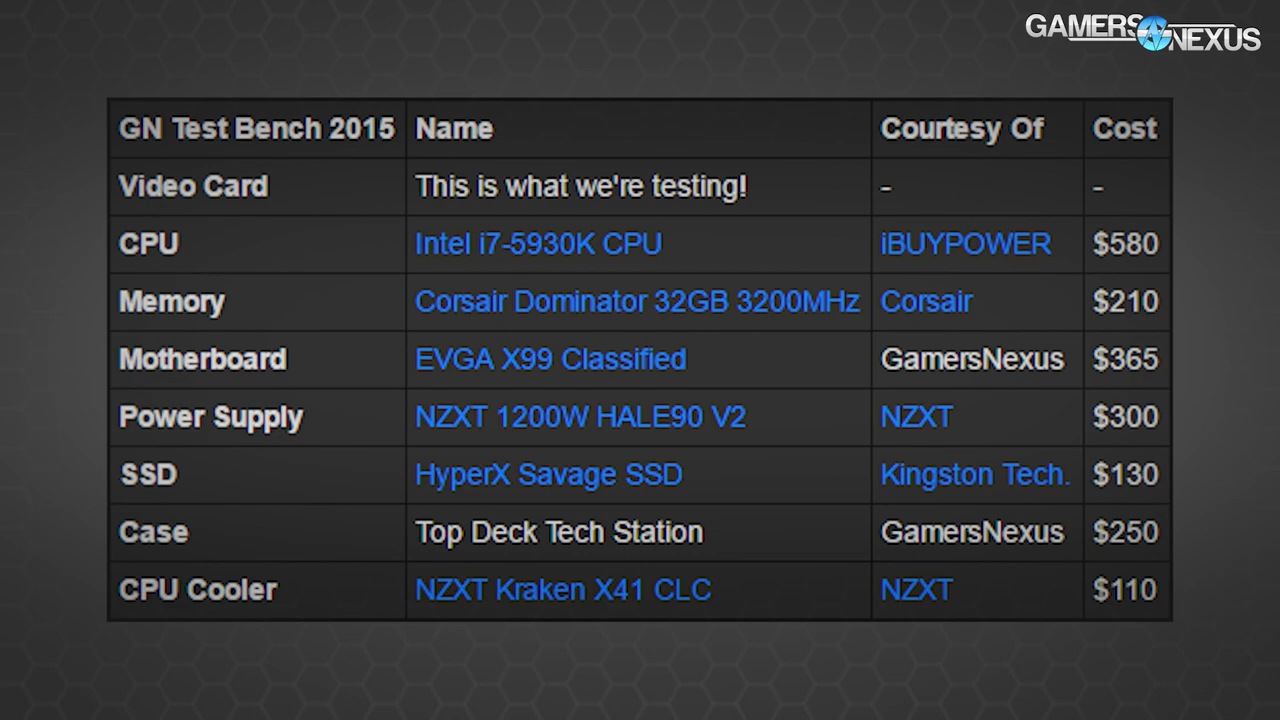 GAMERS NEXUS
GN Test Bench 2015 Name Courtesy Of Cost
Video Card This is what we're testing! - -
CPU Intel i7-5930K CPU iBUYPOWER $580
Memory Corsair Dominator 32GB 3200MHz Corsair $210
Motherboard EVGA X99 Classified GamersNexus $365
Power Supply NZXT 1200W HALE90 V2 NZXT $300
SSD HyperX Savage SSD Kingston Tech. $130
Case Top Deck Tech Station GamersNexus $250
CPU Cooler NZXT Kraken X41 CLC NZXT $110